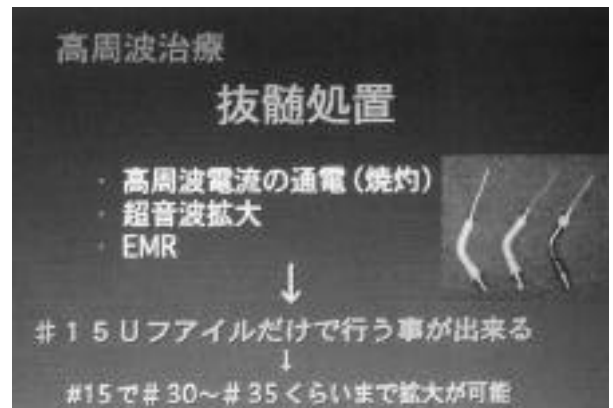 高周波治療
抜髄処置
・ 高周波電流の通電（焼灼）
・ 超音波拡大
・ EMR
↓
＃１５Ｕフアイルだけで行う事が出来る
↓
#15で＃30〜＃35くらいまで拡大が可能